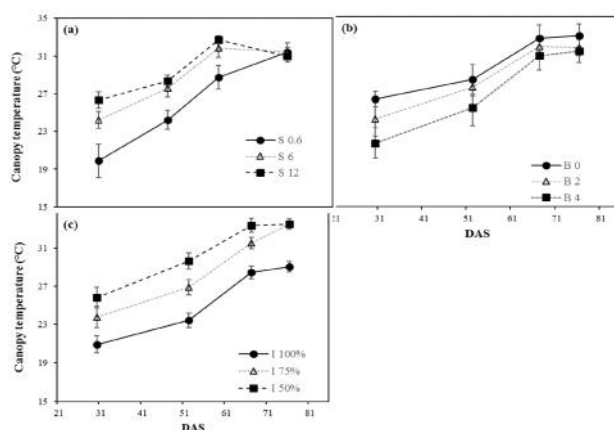 (a)
Canopy temperature (°C)
35
31
27
23
19
15
S 0.6
S 6
S 12
(b)
B 0
B 2
B 4
21 31 41 51 61 71 81
DAS
(c)
Canopy temperature (°C)
31
27
23
19
15
I 100%
I 75%
I 50%
21 31 41 51 61 71 81
DAS